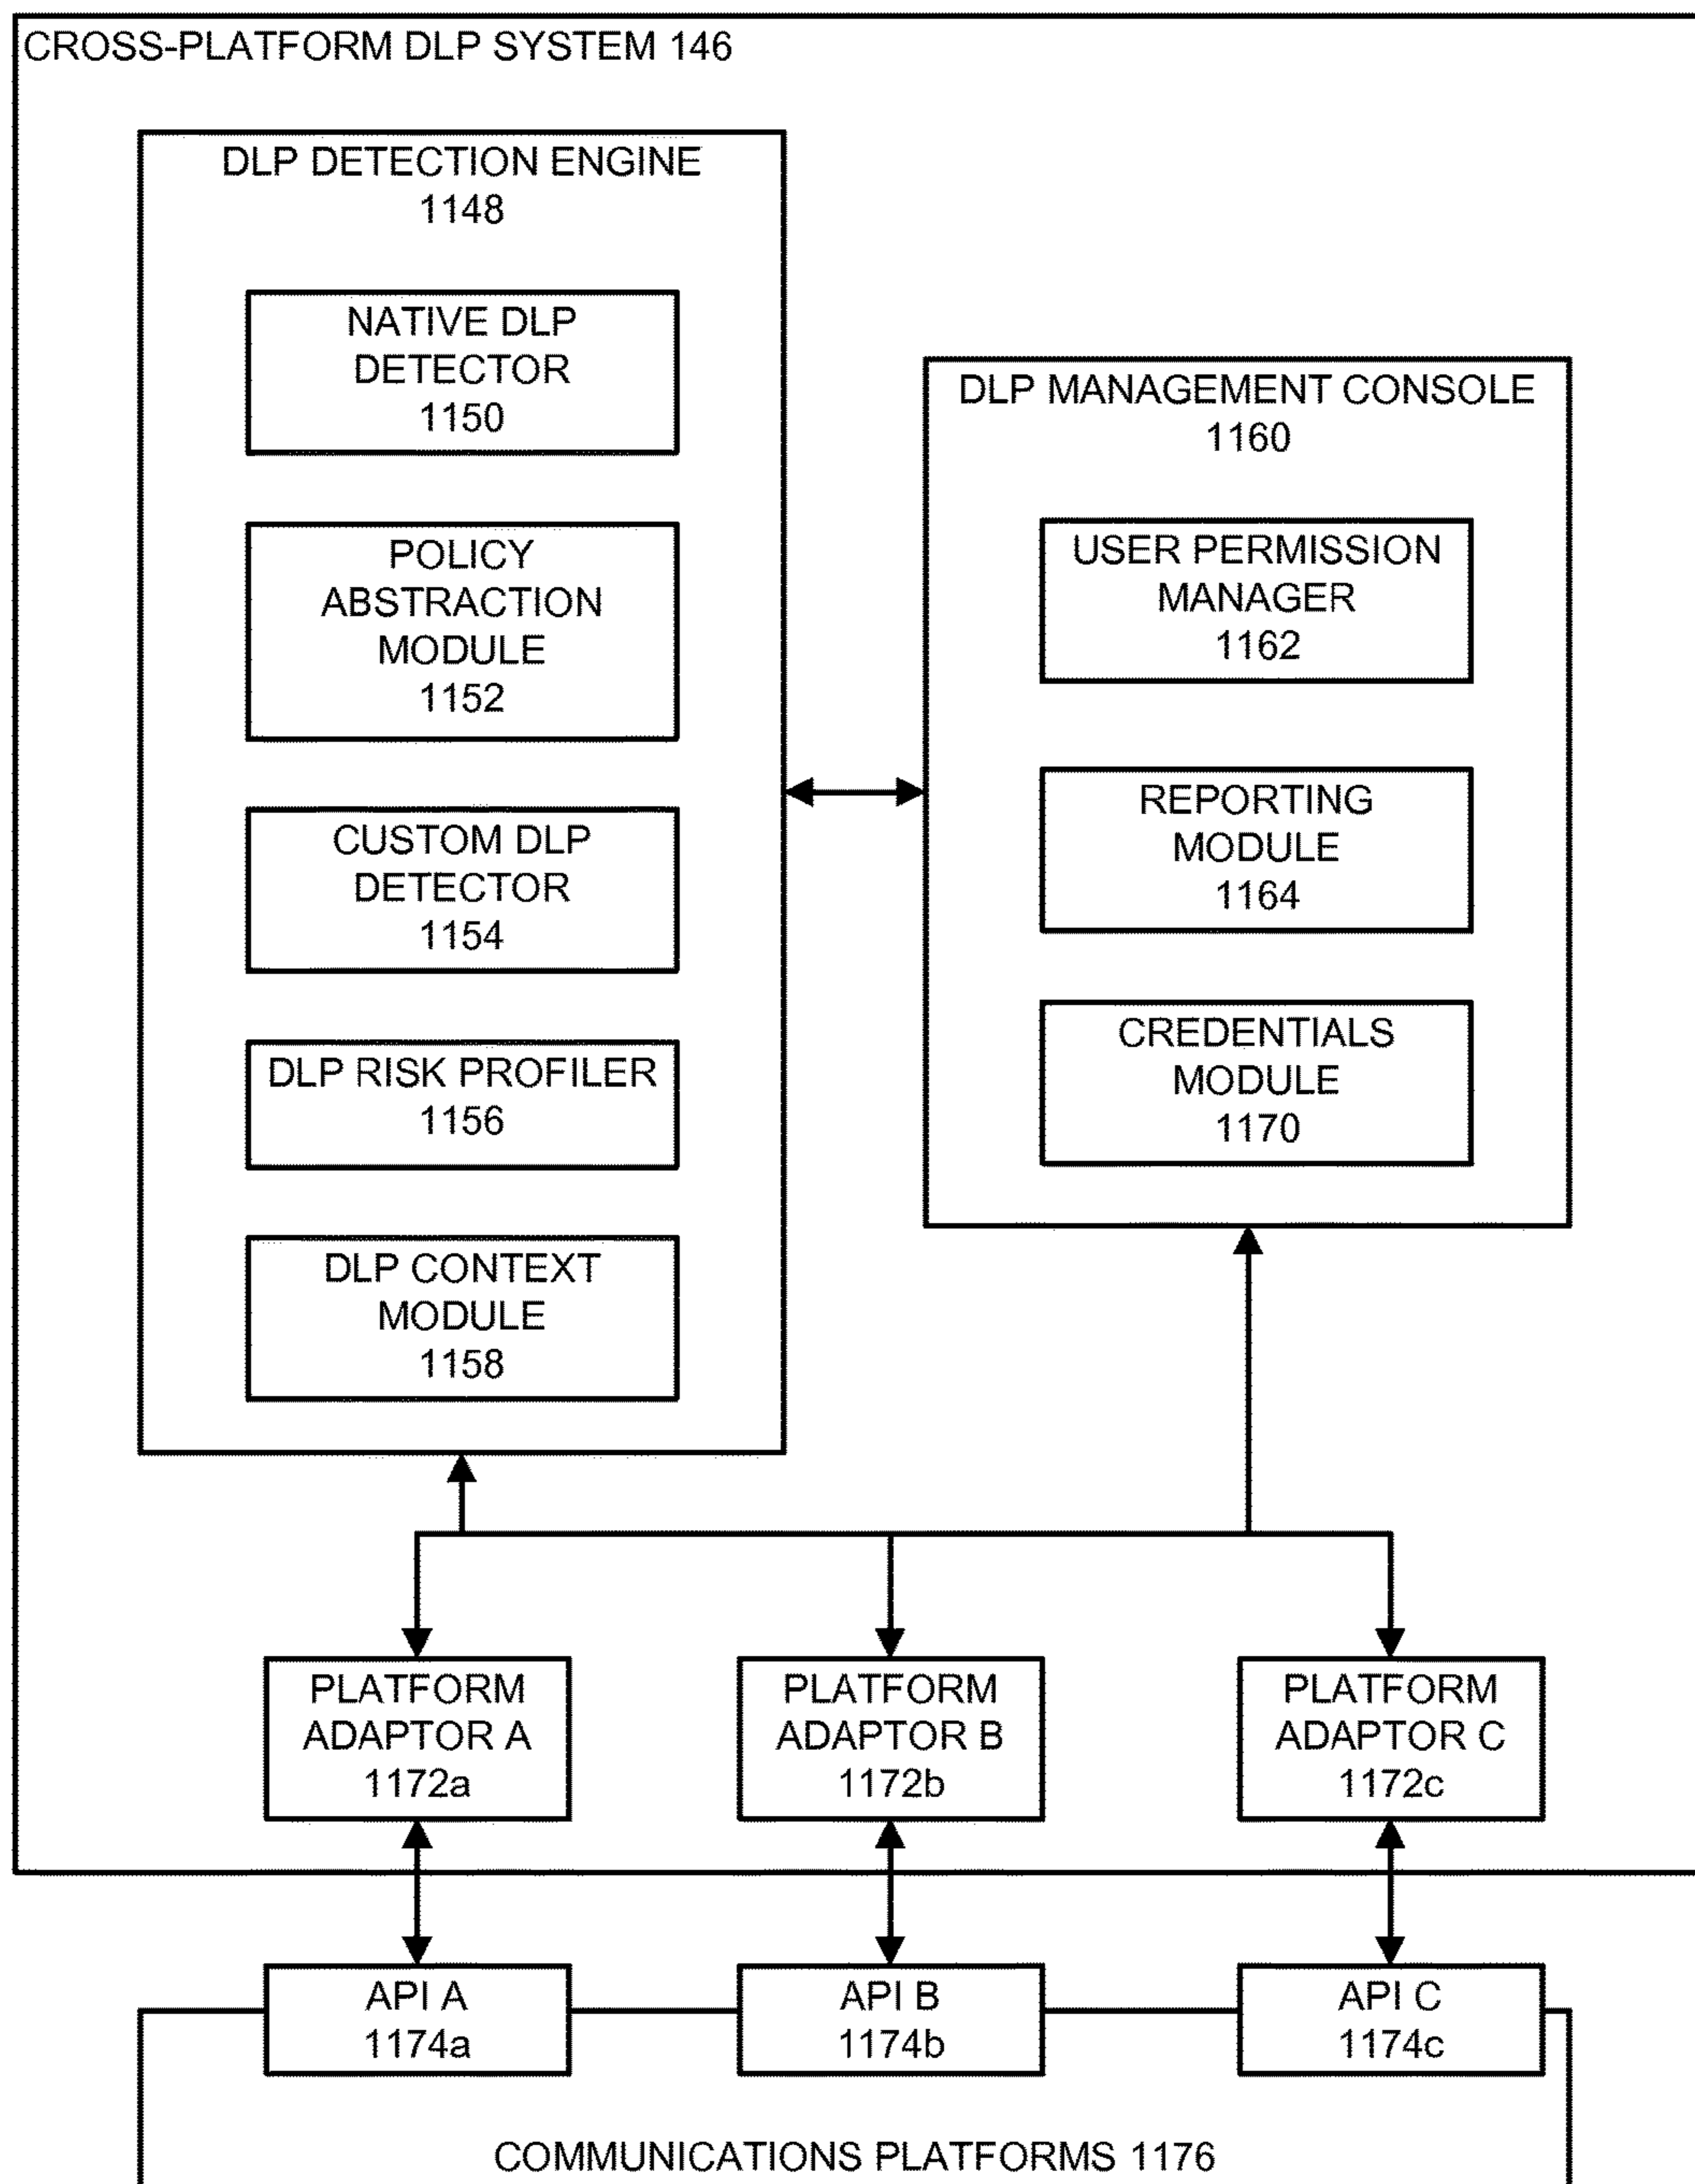 CROSS-PLATFORM DLP SYSTEM 146
DLP DETECTION ENGINE
1148
NATIVE DLP
DETECTOR
1150
POLICY
ABSTRACTION
MODULE
1152
CUSTOM DLP
DETECTOR
1154
DLP RISK PROFILER
1156
DLP CONTEXT
MODULE
1158
DLP MANAGEMENT CONSOLE
1160
USER PERMISSION
MANAGER
1162
REPORTING
MODULE
1164
CREDENTIALS
MODULE
1170
PLATFORM
ADAPTOR A
1172a
PLATFORM
ADAPTOR B
1172b
PLATFORM
ADAPTOR C
1172c
API A
1174a
API B
1174b
API C
1174c
COMMUNICATIONS PLATFORMS 1176